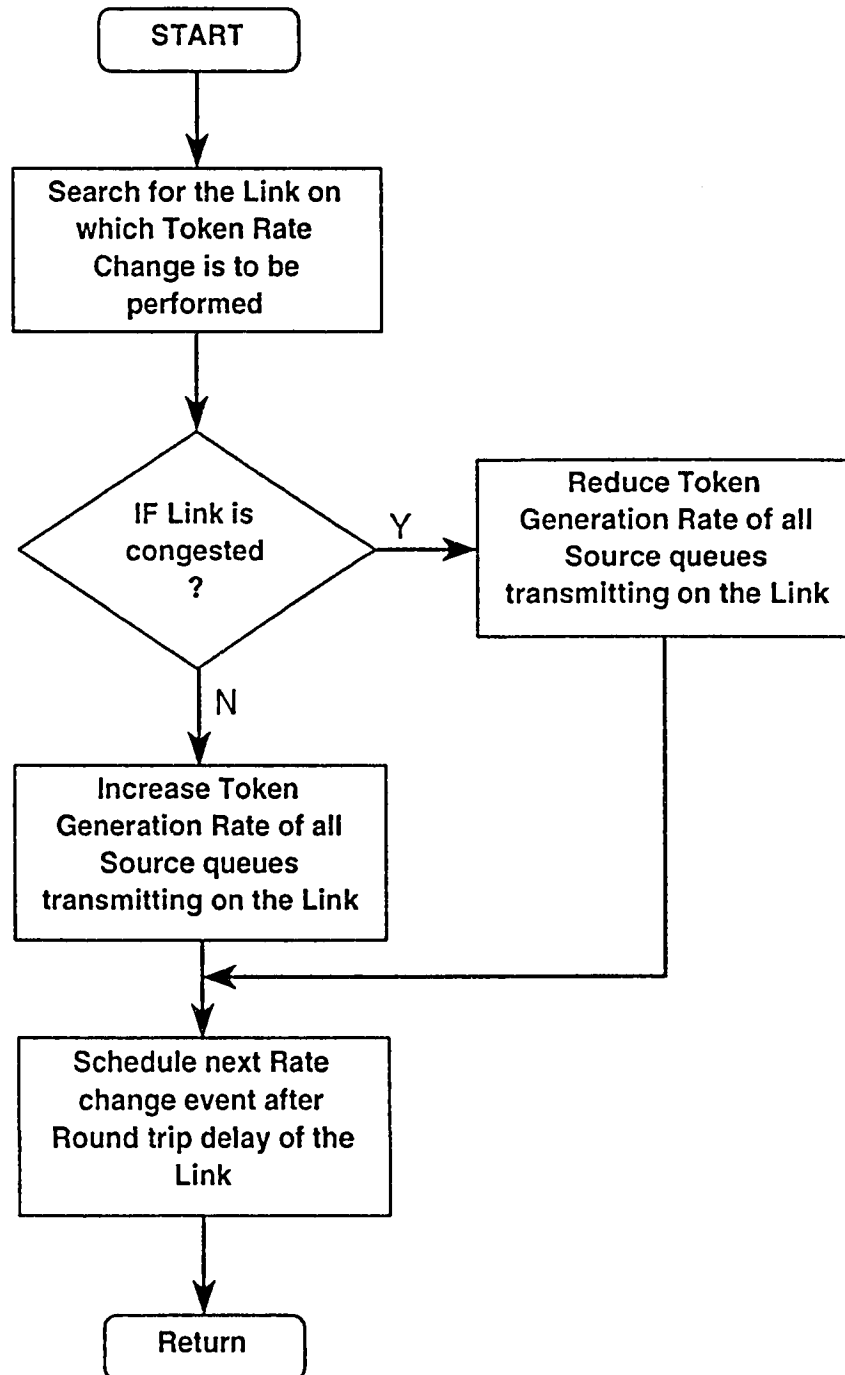 START
Search for the Link on
which Token Rate
Change is to be
performed
IF Link is
congested
?
Y
Reduce Token
Generation Rate of all
Source queues
transmitting on the Link
N
Increase Token
Generation Rate of all
Source queues
transmitting on the Link
Schedule next Rate
change event after
Round trip delay of the
Link
Return